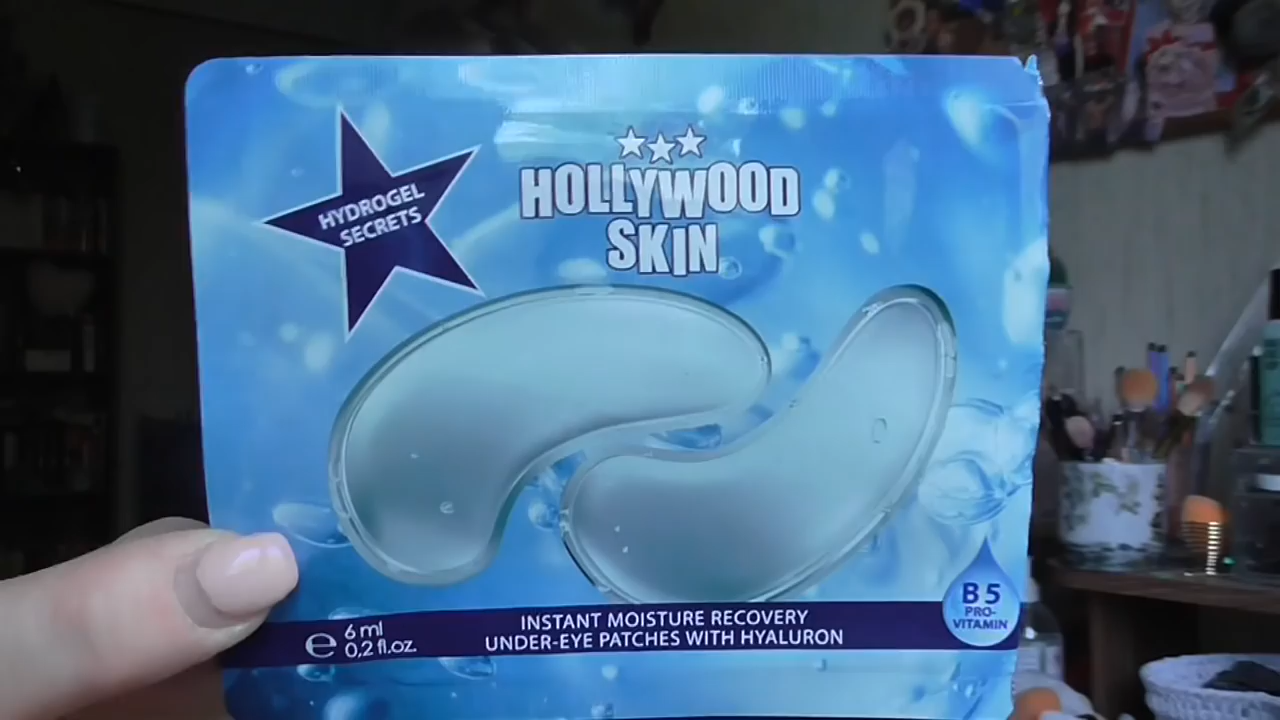 HYDROGEL
SECRETS
HOLLYWOOD
SKIN
B5
PRO-
VITAMIN
INSTANT MOISTURE RECOVERY
UNDER-EYE PATCHES WITH HYALURON
℮ 6 ml
0,2 fl.oz.